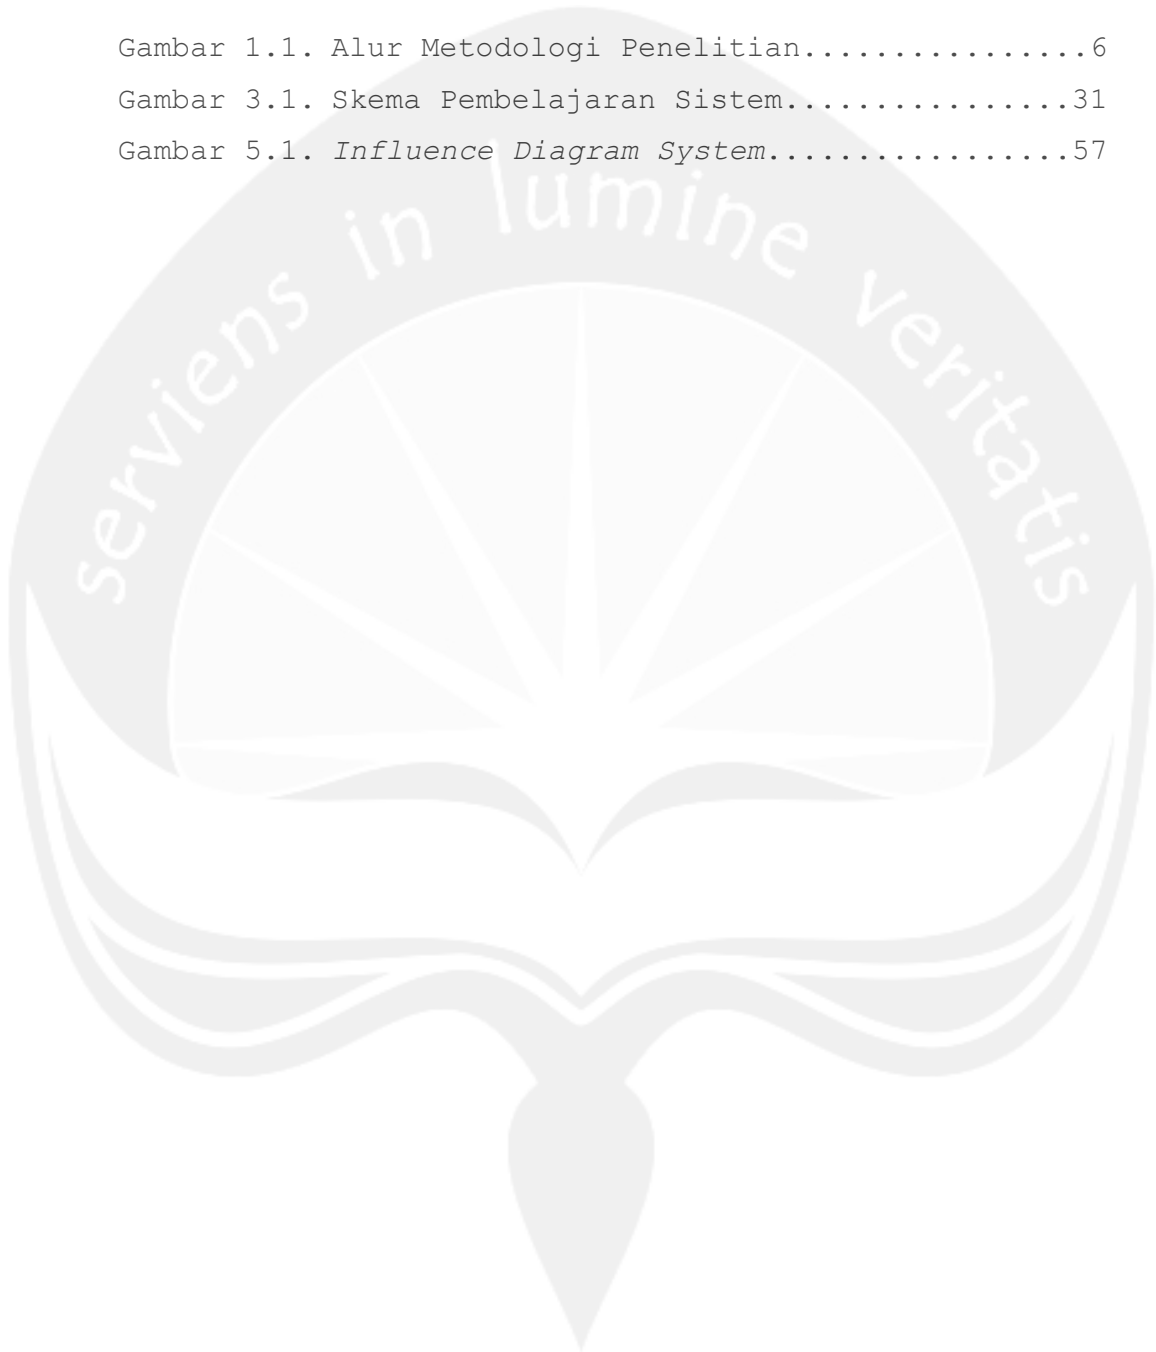 Gambar 1.1. Alur Metodologi Penelitian................6
Gambar 3.1. Skema Pembelajaran Sistem................31
Gambar 5.1. Influence Diagram System.................57
serviens in lumine veritatis